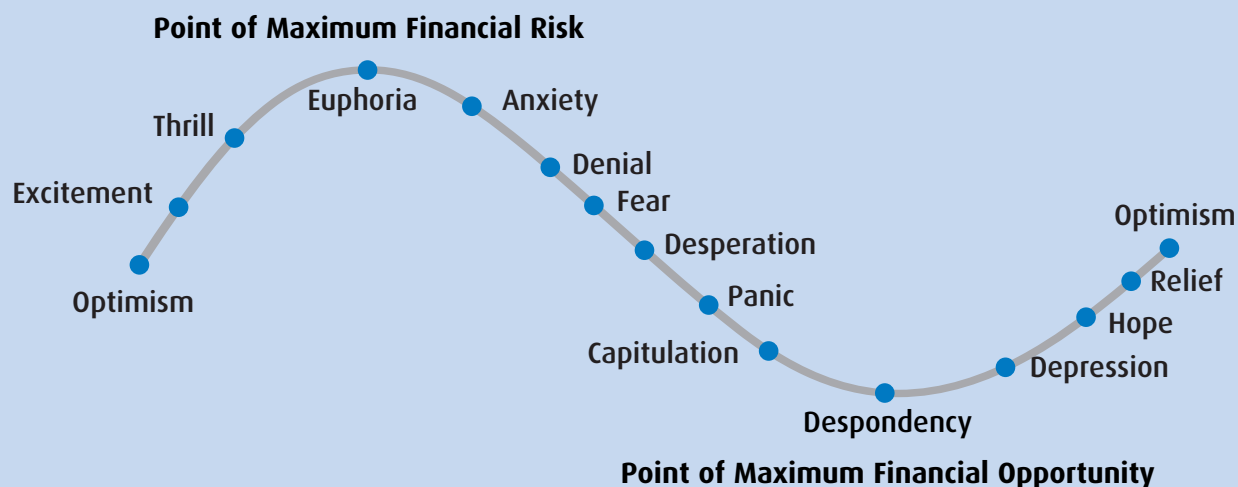 Point of Maximum Financial Risk
Euphoria
Anxiety
Thrill
Denial
Excitement
Fear
Optimism
Desperation
Optimism
Relief
Panic
Hope
Capitulation
Depression
Despondency
Point of Maximum Financial Opportunity